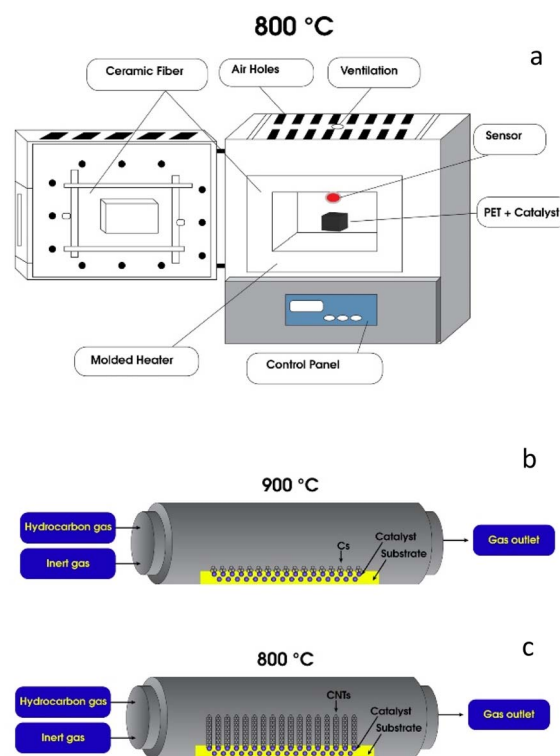 800 °C
a
Ceramic Fiber
Air Holes
Ventilation
Sensor
PET + Catalyst
Molded Heater
Control Panel
b
900 °C
Hydrocarbon gas
Inert gas
Cs
Catalyst
Substrate
Gas outlet
c
800 °C
Hydrocarbon gas
Inert gas
CNTs
Catalyst
Substrate
Gas outlet